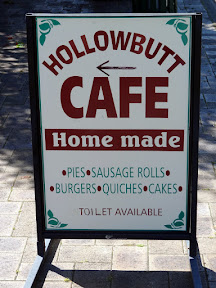 HOLLOWBUTT
CAFE
Home made
•PIES•SAUSAGE ROLLS•
•BURGERS•QUICHES•CAKES•
TOILET AVAILABLE